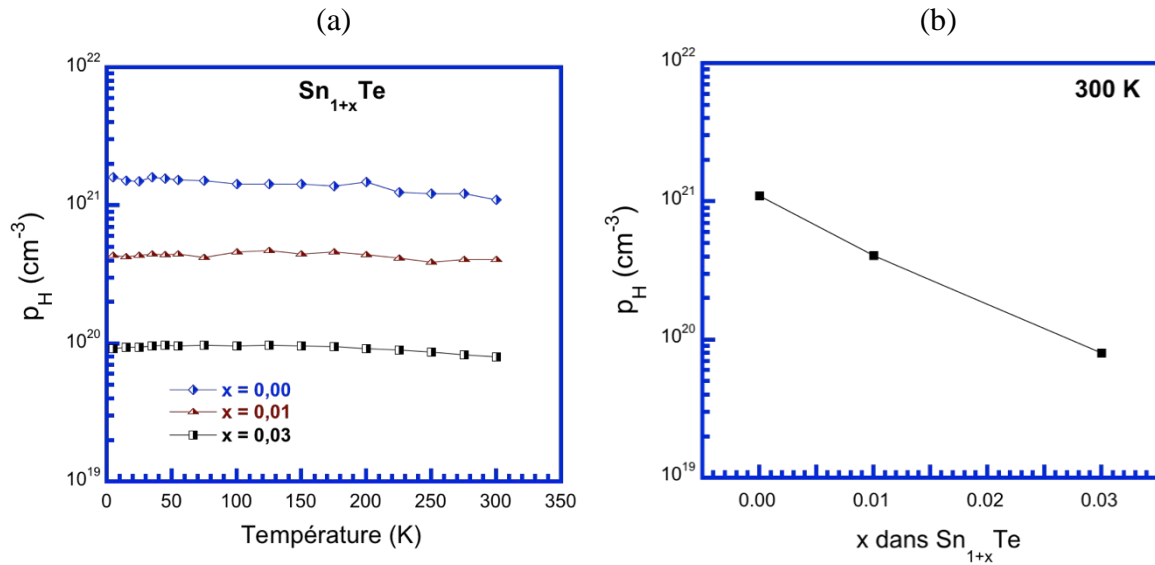 (a)
Sn1+xTe
10^22
10^21
10^20
10^19
pH (cm-3)
x = 0,00
x = 0,01
x = 0,03
0 50 100 150 200 250 300 350
Température (K)
(b)
300 K
10^22
10^21
10^20
10^19
pH (cm-3)
0.00 0.01 0.02 0.03
x dans Sn1+xTe